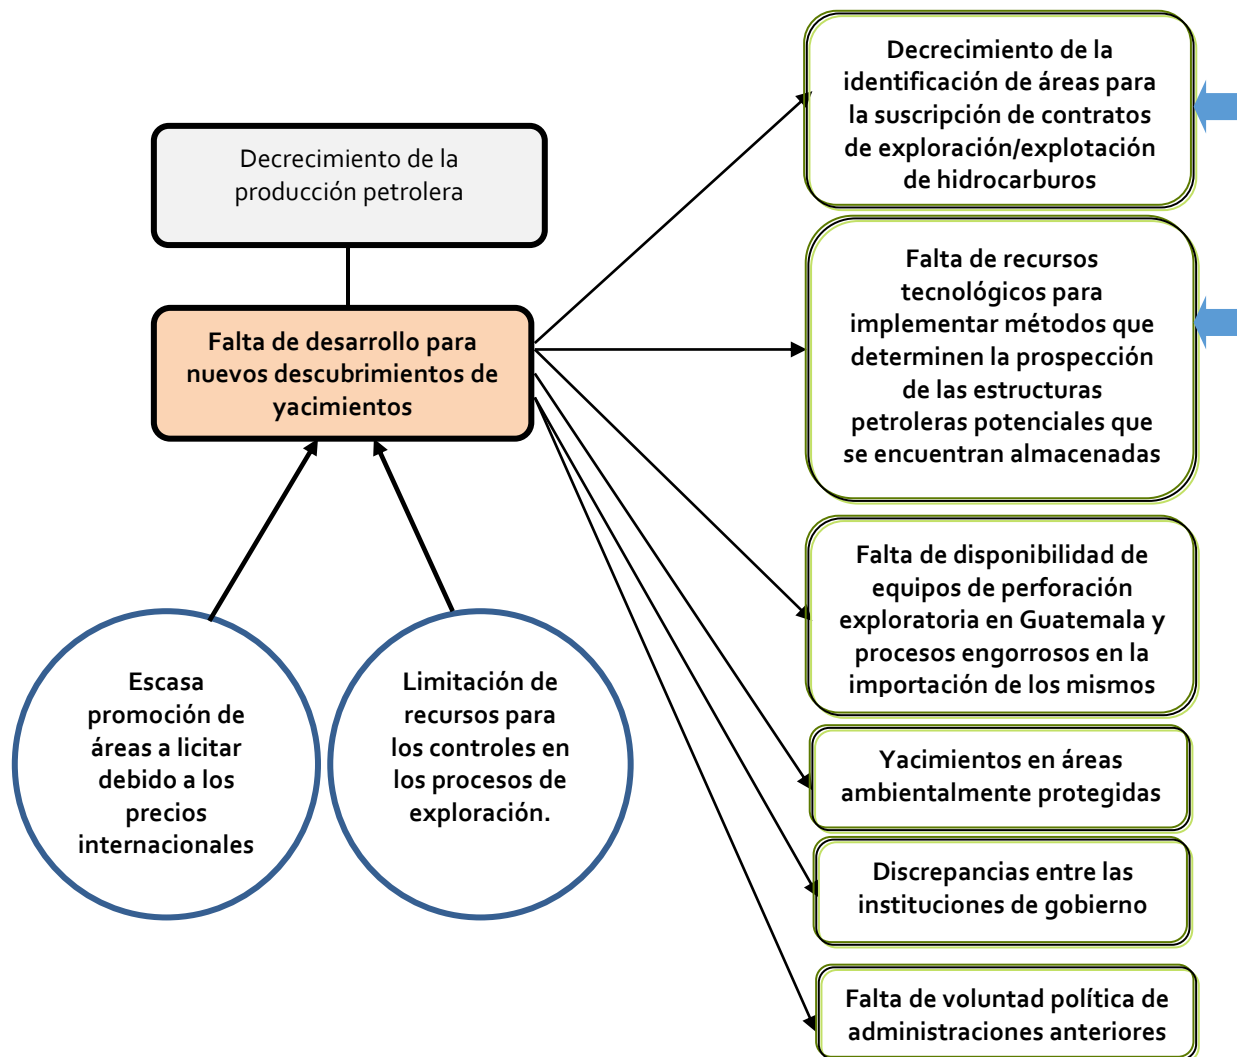 Decrecimiento de la
producción petrolera
Falta de desarrollo para
nuevos descubrimientos de
yacimientos
Escasa
promoción de
áreas a licitar
debido a los
precios
internacionales
Limitación de
recursos para
los controles en
los procesos de
exploración.
Decrecimiento de la
identificación de áreas para
la suscripción de contratos
de exploración/explotación
de hidrocarburos
Falta de recursos
tecnológicos para
implementar métodos que
determinen la prospección
de las estructuras
petroleras potenciales que
se encuentran almacenadas
Falta de disponibilidad de
equipos de perforación
exploratoria en Guatemala y
procesos engorrosos en la
importación de los mismos
Yacimientos en áreas
ambientalmente protegidas
Discrepancias entre las
instituciones de gobierno
Falta de voluntad política de
administraciones anteriores